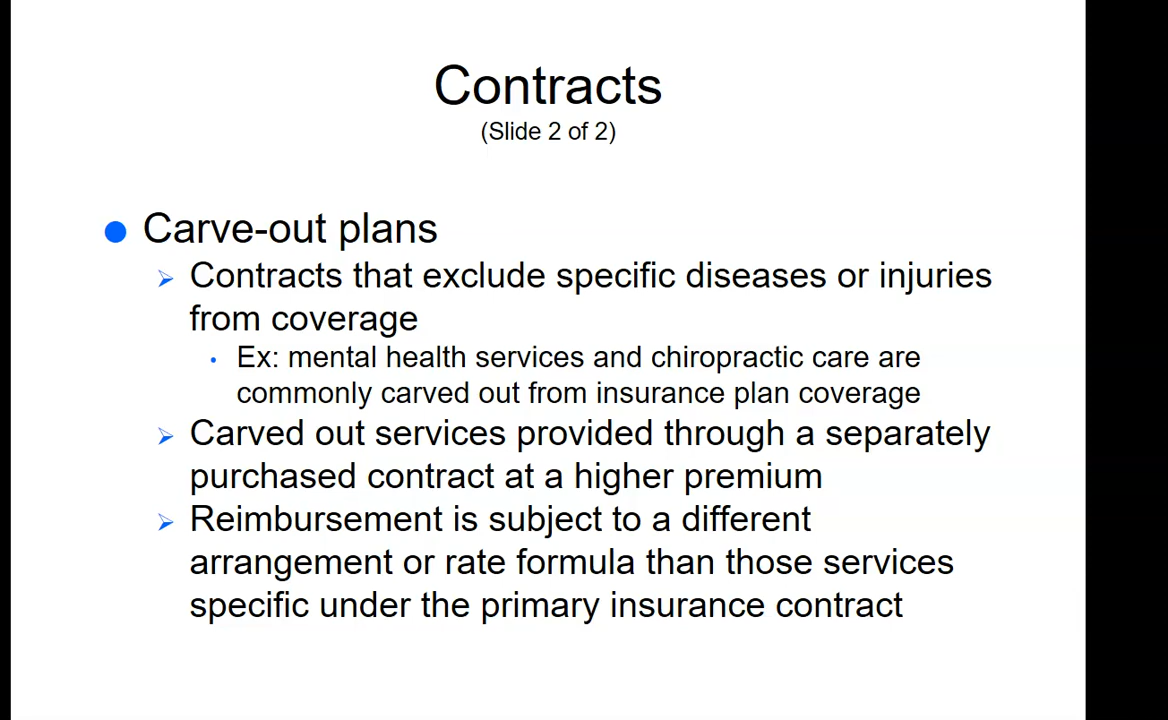 Contracts
(Slide 2 of 2)
Carve-out plans
Contracts that exclude specific diseases or injuries
from coverage
Ex: mental health services and chiropractic care are
commonly carved out from insurance plan coverage
Carved out services provided through a separately
purchased contract at a higher premium
Reimbursement is subject to a different
arrangement or rate formula than those services
specific under the primary insurance contract